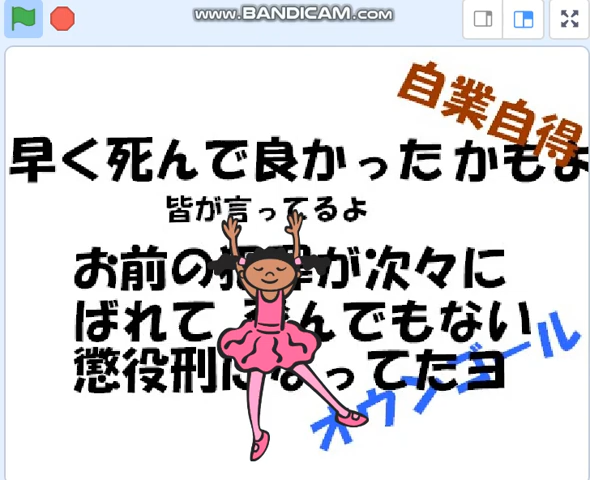 www.BANDICAM.com
自業自得
早く死んで良かったかもよ
皆が言ってるよ
お前の が次々に
ばれて んでもない
懲役刑になってたヨ
オウンゴール